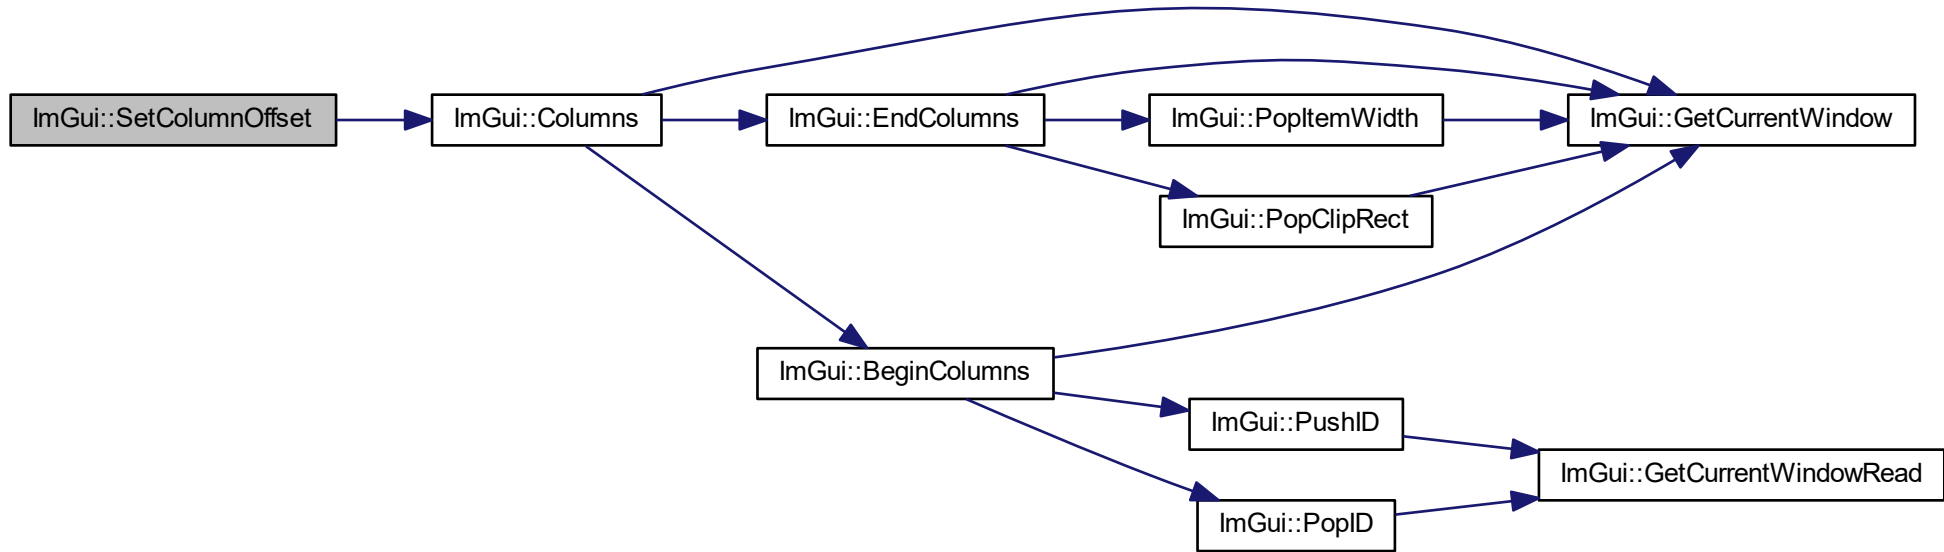 ImGui::SetColumnOffset
ImGui::Columns
ImGui::EndColumns
ImGui::PopItemWidth
ImGui::GetCurrentWindow
ImGui::PopClipRect
ImGui::BeginColumns
ImGui::PushID
ImGui::GetCurrentWindowRead
ImGui::PopID